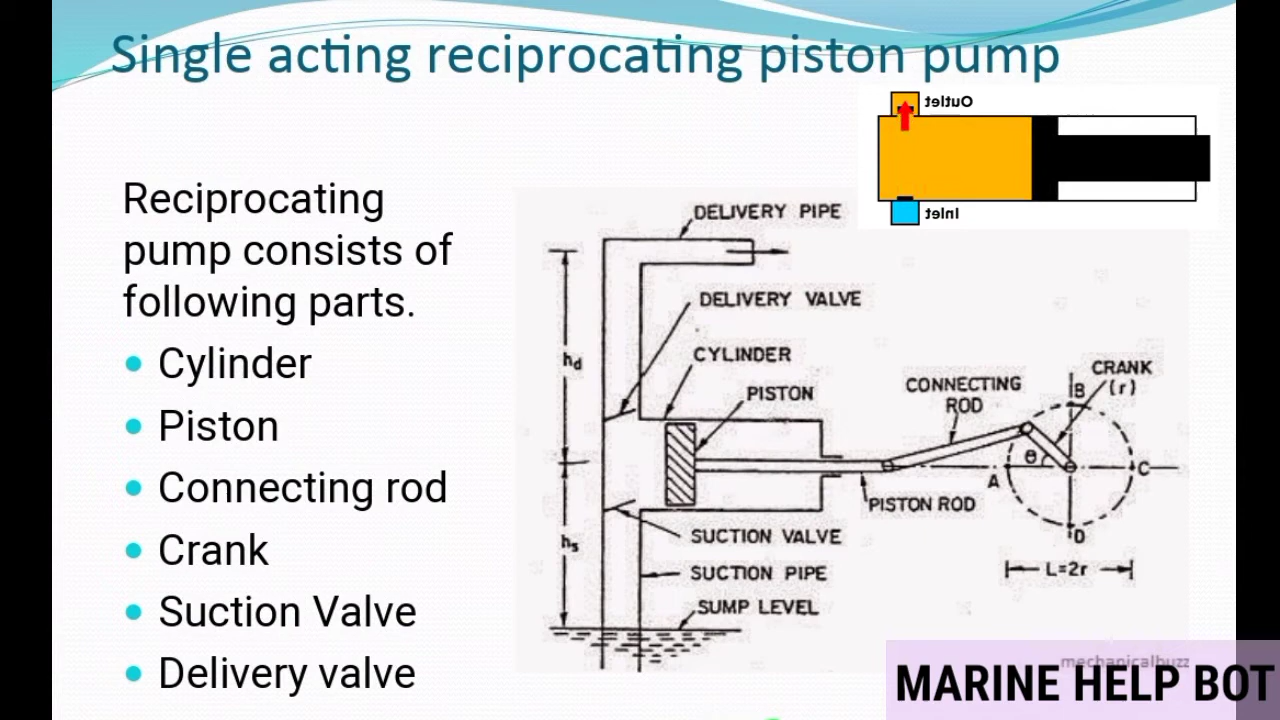 Single acting reciprocating piston pump
Outlet
Inlet
Reciprocating
pump consists of
following parts.
• Cylinder
• Piston
• Connecting rod
• Crank
• Suction Valve
• Delivery valve
DELIVERY PIPE
hd
DELIVERY VALVE
CYLINDER
PISTON
CONNECTING
ROD
CRANK
(r)
B
θ
A
C
PISTON ROD
D
hs
SUCTION VALVE
L=2r
SUCTION PIPE
SUMP LEVEL
mechanicalbuzz
MARINE HELP BOT